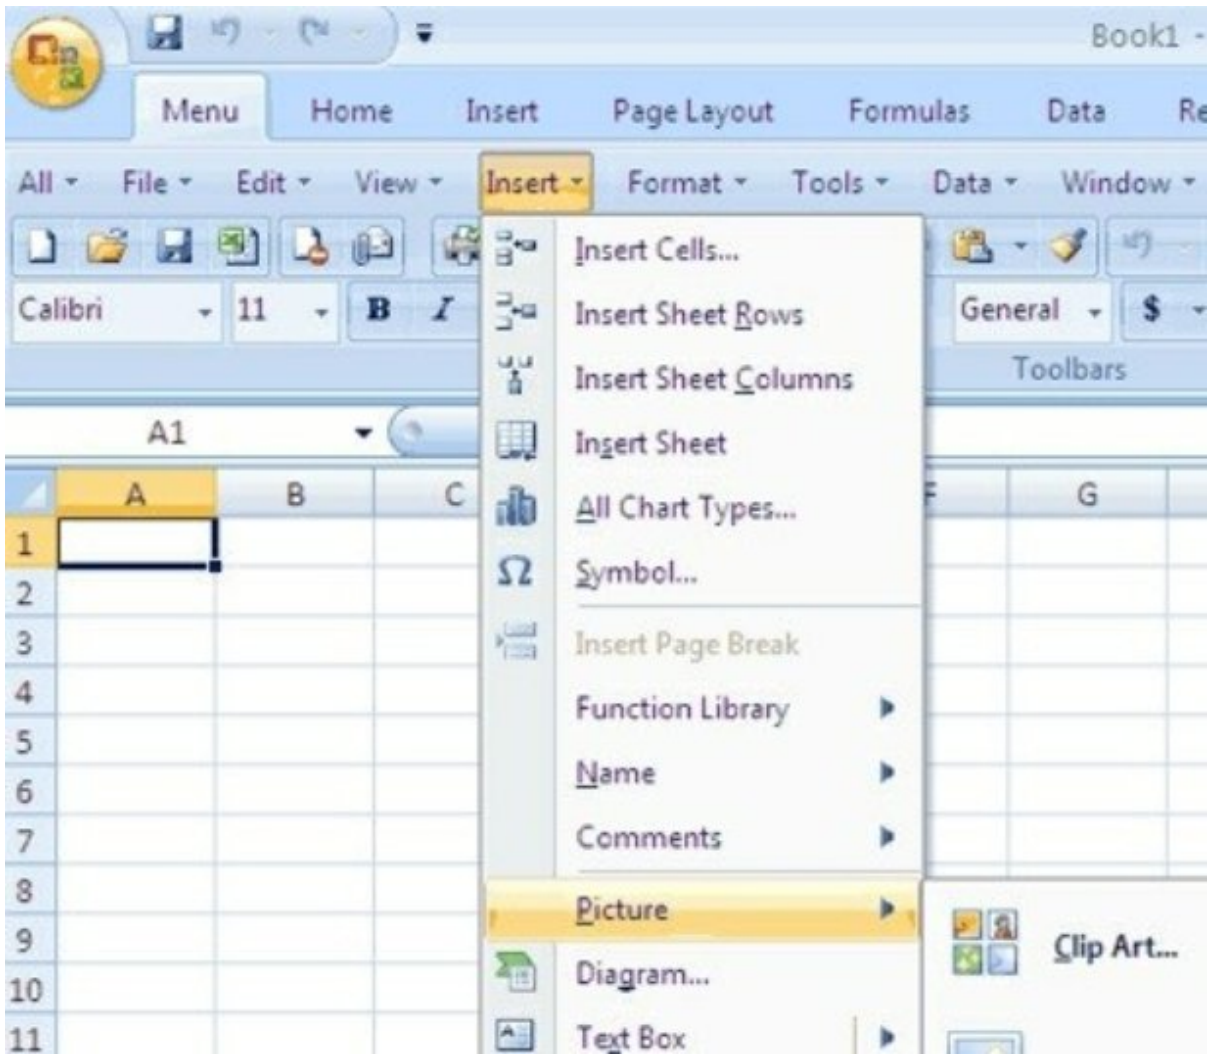 Book1 -
Menu Home Insert Page Layout Formulas Data Re
All File Edit View Insert Format Tools Data Window
Calibri 11 B I General $
Toolbars
A1
A B C F G
1
2
3
4
5
6
7
8
9
10
11
Insert Cells...
Insert Sheet Rows
Insert Sheet Columns
Insert Sheet
All Chart Types...
Ω Symbol...
Insert Page Break
Function Library
Name
Comments
Picture
Diagram...
A Text Box
Clip Art...